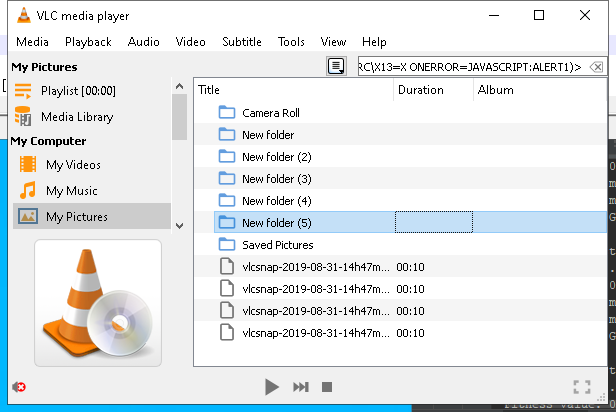 VLC media player
Media Playback Audio Video Subtitle Tools View Help
My Pictures
RC\X13=X ONERROR=JAVASCRIPT:ALERT1)>
Playlist [00:00]
Media Library
My Computer
My Videos
My Music
My Pictures
Title Duration Album
Camera Roll
New folder
New folder (2)
New folder (3)
New folder (4)
New folder (5)
Saved Pictures
vlcsnap-2019-08-31-14h47m... 00:10
vlcsnap-2019-08-31-14h47m... 00:10
vlcsnap-2019-08-31-14h47m... 00:10
vlcsnap-2019-08-31-14h47m... 00:10